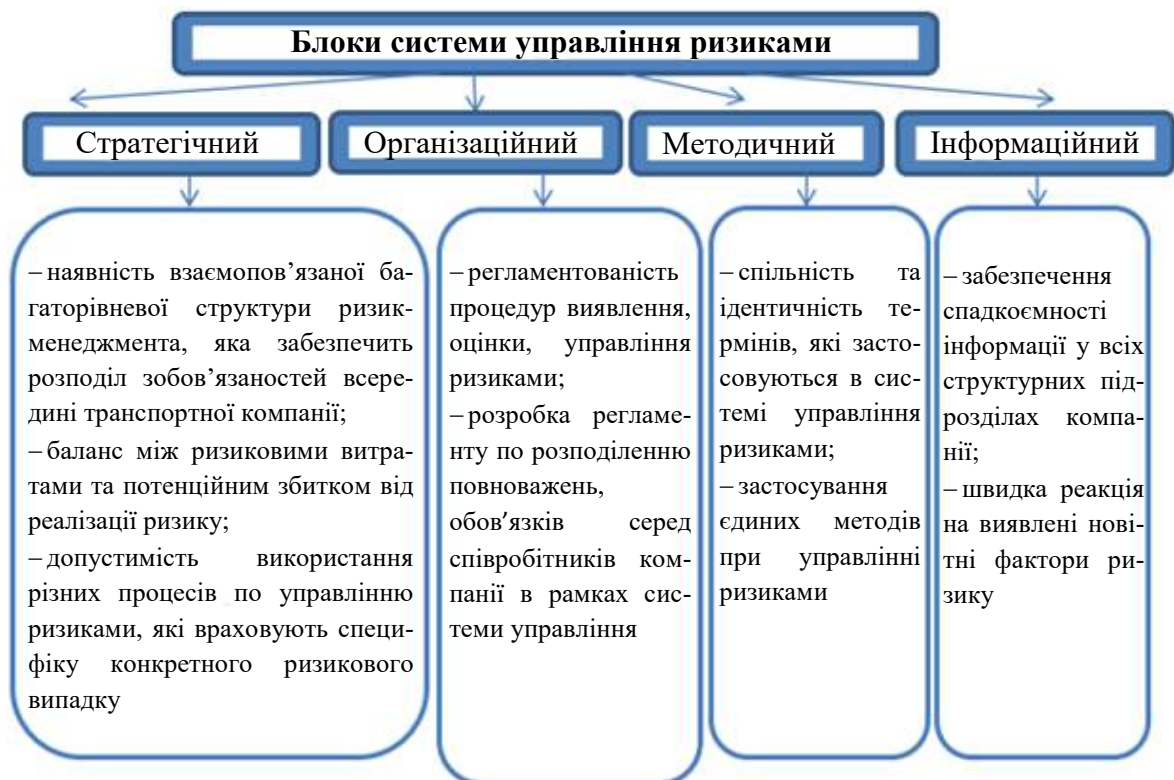 Блоки системи управління ризиками
Стратегічний
Організаційний
Методичний
Інформаційний
– наявність взаємопов’язаної ба-
гаторівневої структури ризик-
менеджмента, яка забезпечить
розподіл зобов’язаностей всере-
дині транспортної компанії;
– баланс між ризиковими витра-
тами та потенційним збитком від
реалізації ризику;
– допустимість використання
різних процесів по управлінню
ризиками, які враховують специ-
фіку конкретного ризикового
випадку
– регламентованість
процедур виявлення,
оцінки, управління
ризиками;
– розробка регламе-
нту по розподіленню
повноважень,
обов’язків серед
співробітників ком-
панії в рамках сис-
теми управління
– спільність та
ідентичність те-
рмінів, які засто-
совуються в сис-
темі управління
ризиками;
– застосування
єдиних методів
при управлінні
ризиками
– забезпечення
спадкоємності
інформації у всіх
структурних під-
розділах компа-
нії;
– швидка реакція
на виявлені нові-
тні фактори ри-
зику